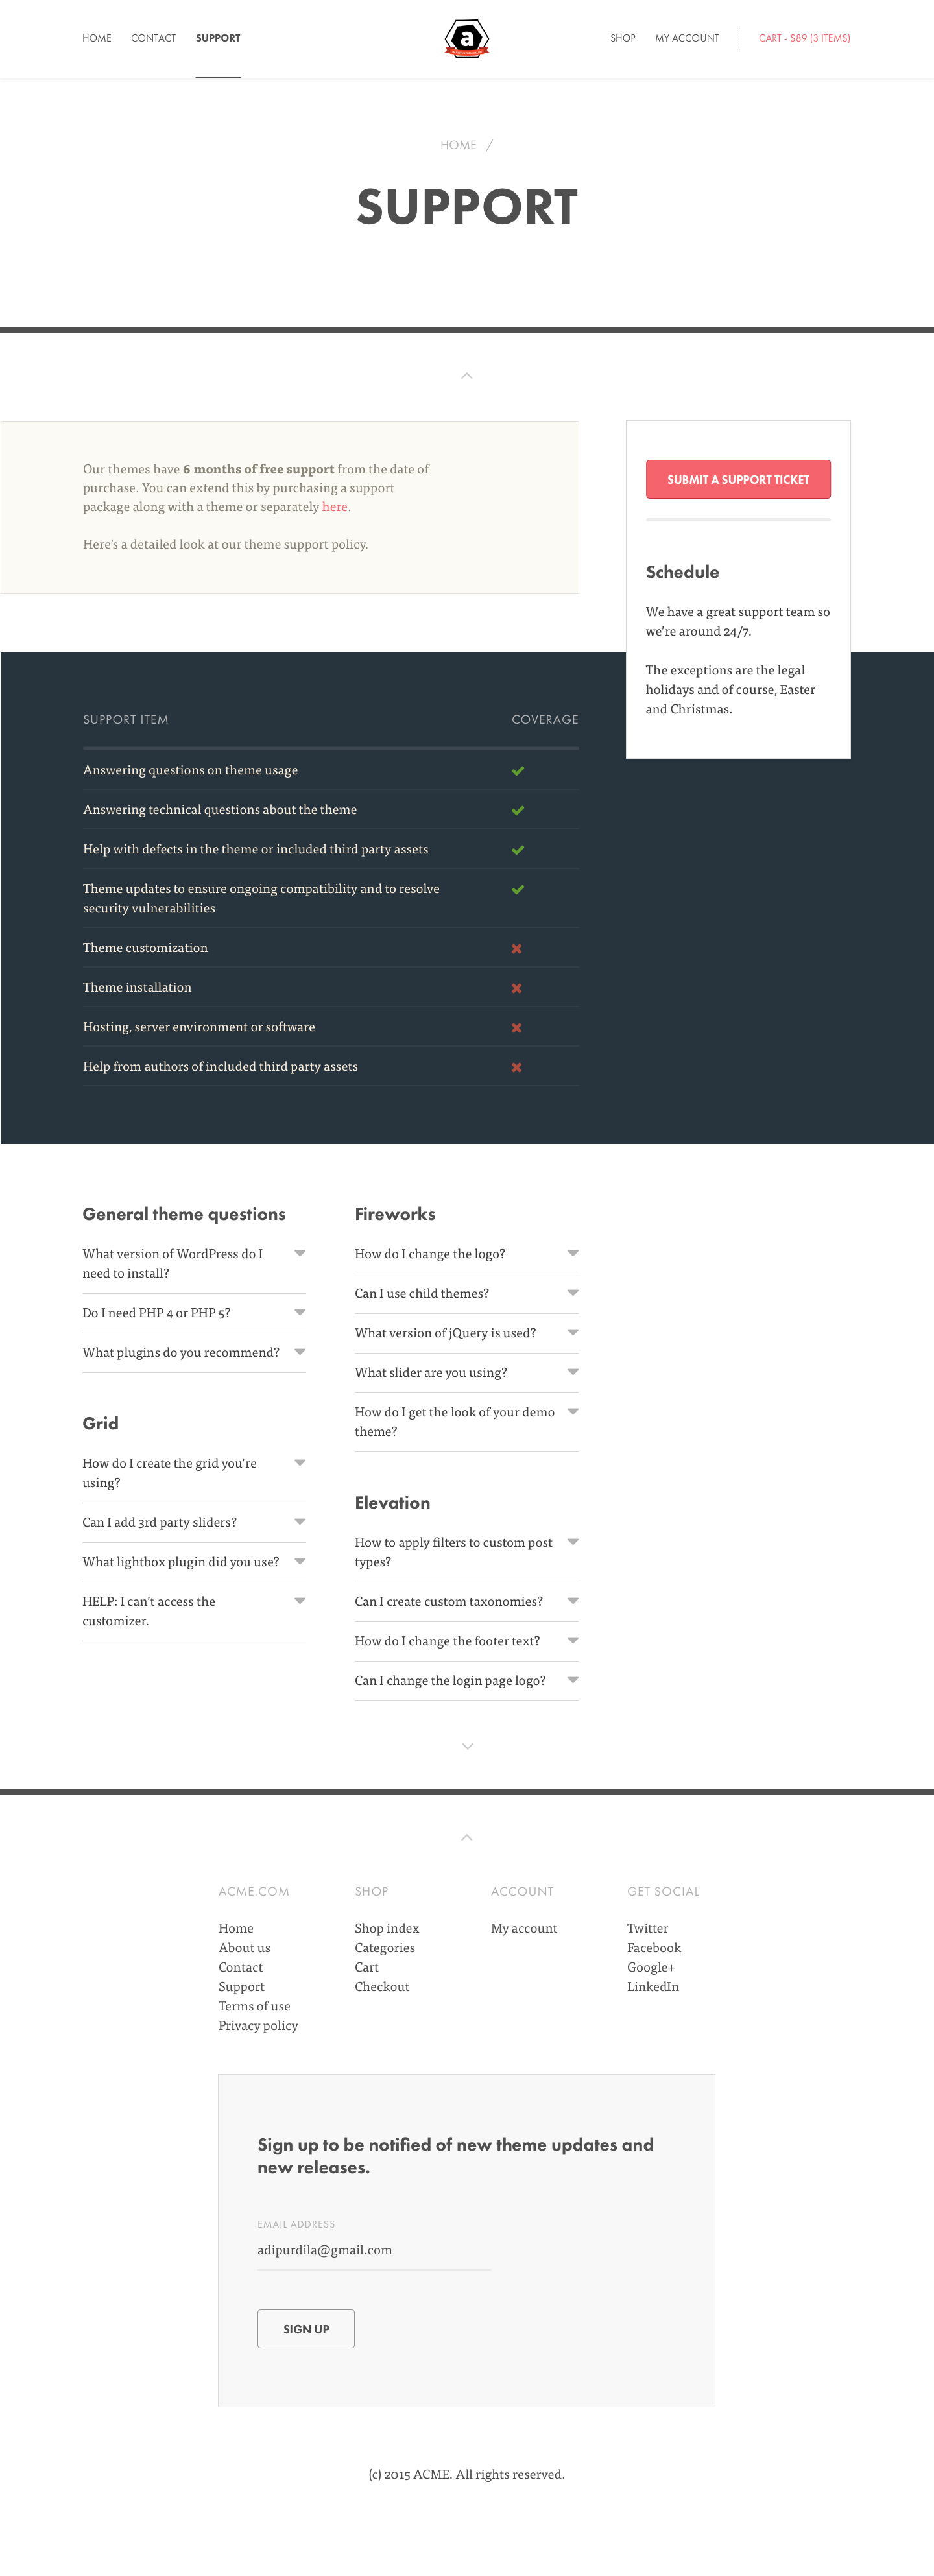 HOME CONTACT SUPPORT
a
SHOP MY ACCOUNT CART - $89 (3 ITEMS)
HOME /
SUPPORT
Our themes have 6 months of free support from the date of
purchase. You can extend this by purchasing a support
package along with a theme or separately here.
Here's a detailed look at our theme support policy.
SUBMIT A SUPPORT TICKET
Schedule
We have a great support team so
we're around 24/7.
The exceptions are the legal
holidays and of course, Easter
and Christmas.
SUPPORT ITEM COVERAGE
Answering questions on theme usage
Answering technical questions about the theme
Help with defects in the theme or included third party assets
Theme updates to ensure ongoing compatibility and to resolve
security vulnerabilities
Theme customization
Theme installation
Hosting, server environment or software
Help from authors of included third party assets
General theme questions
What version of WordPress do I
need to install?
Do I need PHP 4 or PHP 5?
What plugins do you recommend?
Grid
How do I create the grid you're
using?
Can I add 3rd party sliders?
What lightbox plugin did you use?
HELP: I can't access the
customizer.
Fireworks
How do I change the logo?
Can I use child themes?
What version of jQuery is used?
What slider are you using?
How do I get the look of your demo
theme?
Elevation
How to apply filters to custom post
types?
Can I create custom taxonomies?
How do I change the footer text?
Can I change the login page logo?
ACME.COM
Home
About us
Contact
Support
Terms of use
Privacy policy
SHOP
Shop index
Categories
Cart
Checkout
ACCOUNT
My account
GET SOCIAL
Twitter
Facebook
Google+
LinkedIn
Sign up to be notified of new theme updates and
new releases.
EMAIL ADDRESS
adipurdila@gmail.com
SIGN UP
(c) 2015 ACME. All rights reserved.